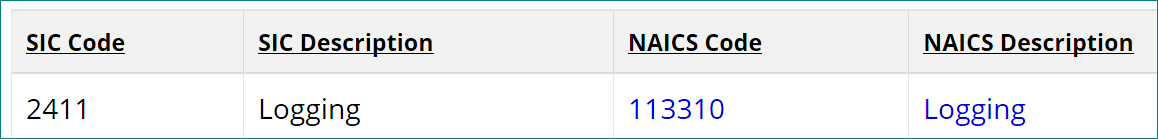 SIC Code SIC Description NAICS Code NAICS Description
2411 Logging 113310 Logging